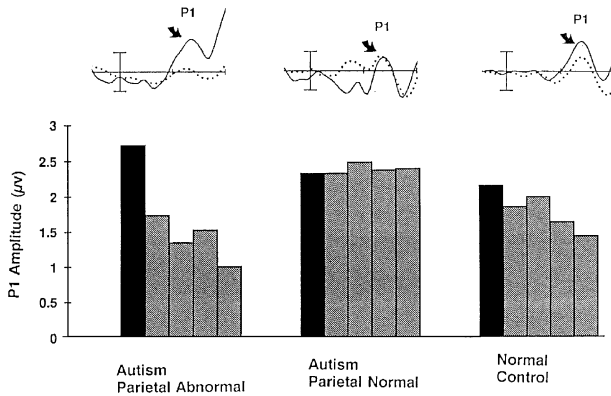 P1 P1 P1
P1 Amplitude (µv)
3
2.5
2
1.5
1
0.5
0
Autism
Parietal Abnormal
Autism
Parietal Normal
Normal
Control